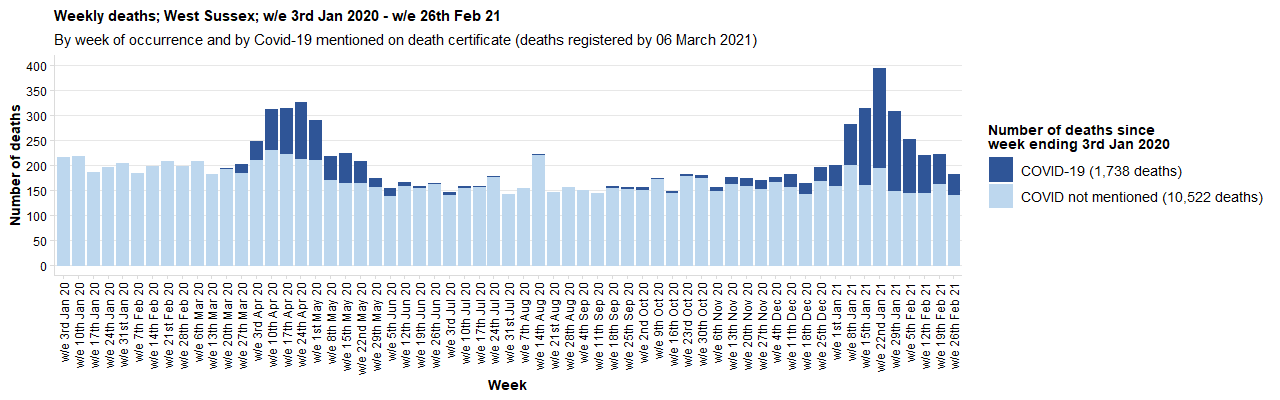 Weekly deaths; West Sussex; w/e 3rd Jan 2020 - w/e 26th Feb 21
By week of occurrence and by Covid-19 mentioned on death certificate (deaths registered by 06 March 2021)
Number of deaths
400
350
300
250
200
150
100
50
0
w/e 3rd Jan 20
w/e 10th Jan 20
w/e 17th Jan 20
w/e 24th Jan 20
w/e 31st Jan 20
w/e 7th Feb 20
w/e 14th Feb 20
w/e 21st Feb 20
w/e 28th Feb 20
w/e 6th Mar 20
w/e 13th Mar 20
w/e 20th Mar 20
w/e 27th Mar 20
w/e 3rd Apr 20
w/e 10th Apr 20
w/e 17th Apr 20
w/e 24th Apr 20
w/e 1st May 20
w/e 8th May 20
w/e 15th May 20
w/e 22nd May 20
w/e 29th May 20
w/e 5th Jun 20
w/e 12th Jun 20
w/e 19th Jun 20
w/e 26th Jun 20
w/e 3rd Jul 20
w/e 10th Jul 20
w/e 17th Jul 20
w/e 24th Jul 20
w/e 31st Jul 20
w/e 7th Aug 20
w/e 14th Aug 20
w/e 21st Aug 20
w/e 28th Aug 20
w/e 4th Sep 20
w/e 11th Sep 20
w/e 18th Sep 20
w/e 25th Sep 20
w/e 2nd Oct 20
w/e 9th Oct 20
w/e 16th Oct 20
w/e 23rd Oct 20
w/e 30th Oct 20
w/e 6th Nov 20
w/e 13th Nov 20
w/e 20th Nov 20
w/e 27th Nov 20
w/e 4th Dec 20
w/e 11th Dec 20
w/e 18th Dec 20
w/e 25th Dec 20
w/e 1st Jan 21
w/e 8th Jan 21
w/e 15th Jan 21
w/e 22nd Jan 21
w/e 29th Jan 21
w/e 5th Feb 21
w/e 12th Feb 21
w/e 19th Feb 21
w/e 26th Feb 21
Week
Number of deaths since
week ending 3rd Jan 2020
COVID-19 (1,738 deaths)
COVID not mentioned (10,522 deaths)